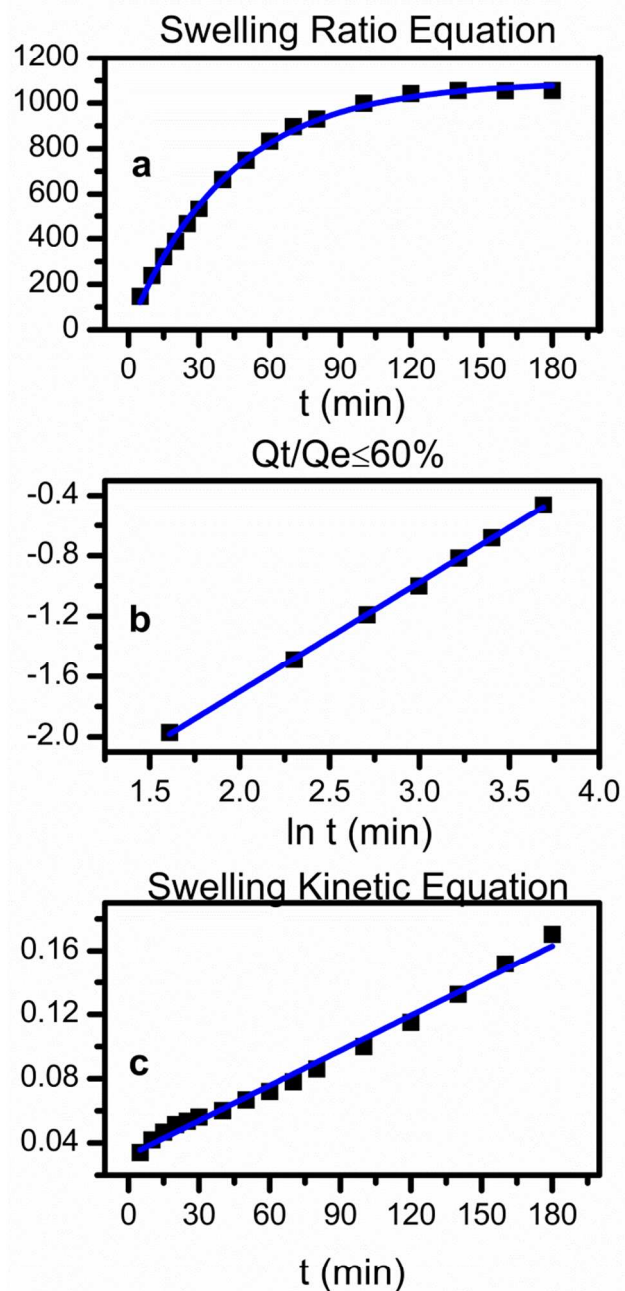 Swelling Ratio Equation
1200
1000
800
600
400
200
0
a
0 30 60 90 120 150 180
t (min)
Qt/Qe≤60%
-0.4
-0.8
-1.2
-1.6
-2.0
b
1.5 2.0 2.5 3.0 3.5 4.0
ln t (min)
Swelling Kinetic Equation
0.16
0.12
0.08
0.04
c
0 30 60 90 120 150 180
t (min)